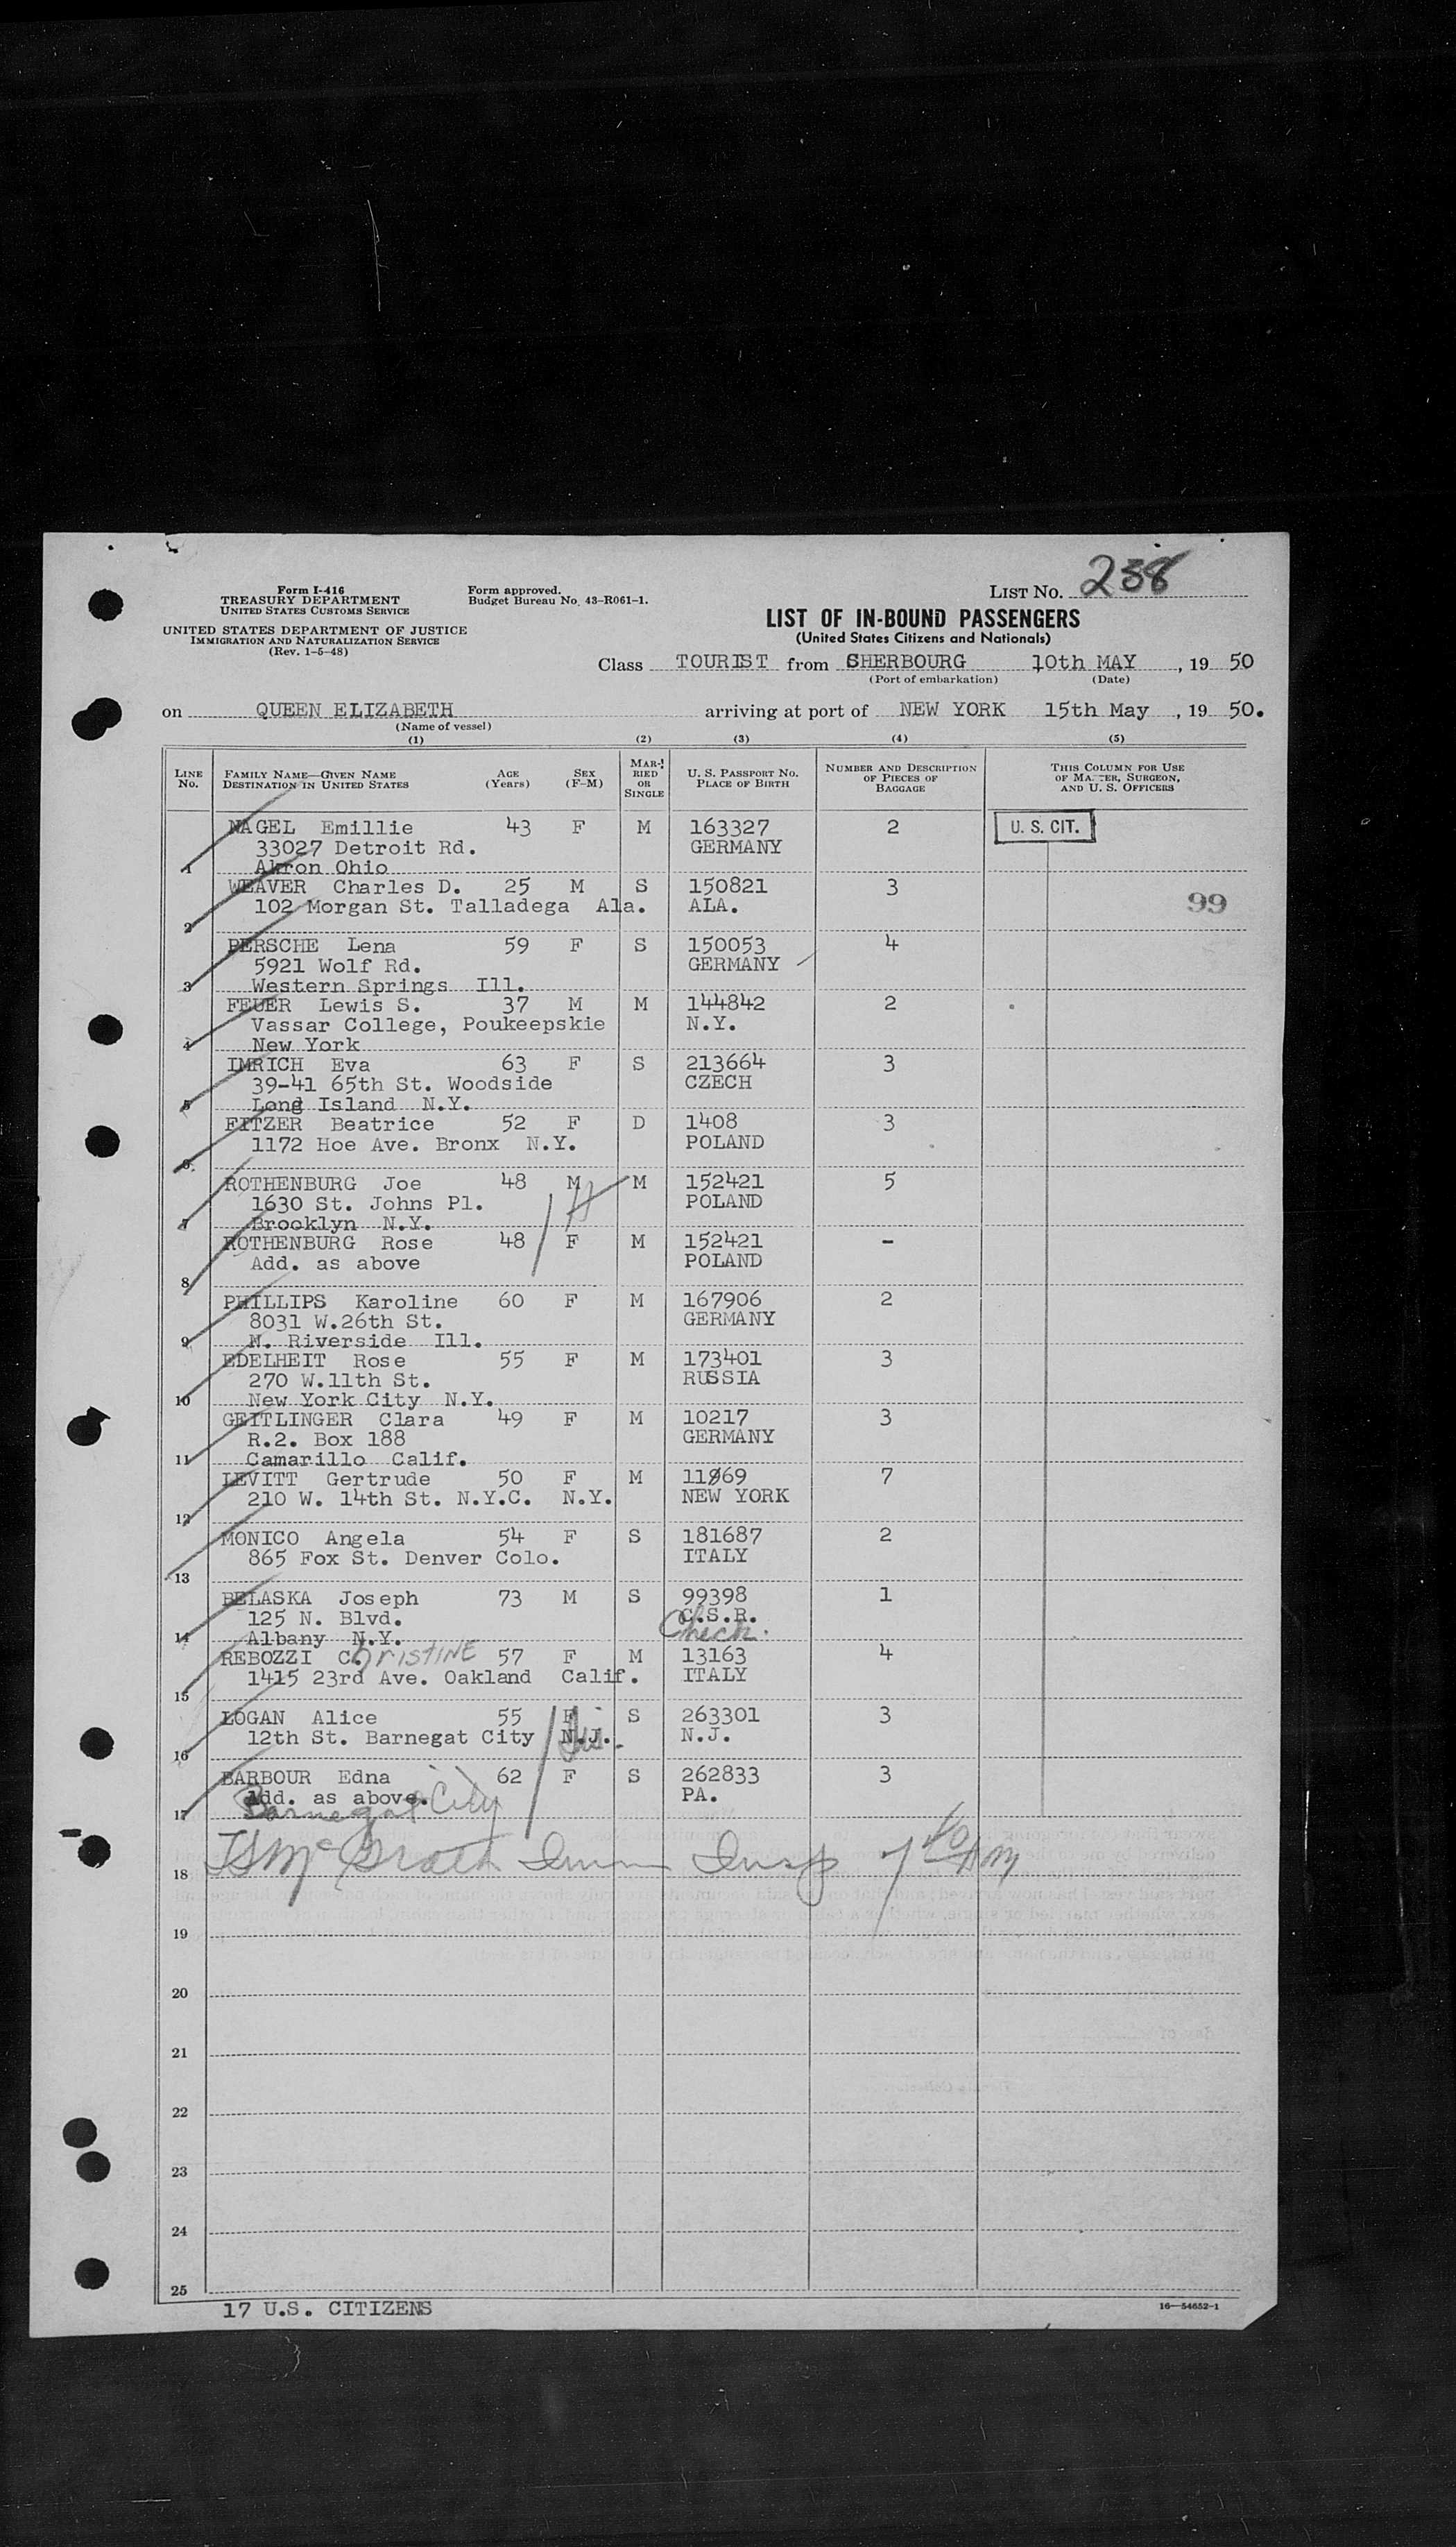 Form I-416
TREASURY DEPARTMENT
UNITED STATES CUSTOMS SERVICE
UNITED STATES DEPARTMENT OF JUSTICE
IMMIGRATION AND NATURALIZATION SERVICE
(Rev. 1-5-48)
Form approved.
Budget Bureau No. 43-R061-1.
LIST NO. 238
LIST OF IN-BOUND PASSENGERS
(United States Citizens and Nationals)
Class TOURIST from CHERBOURG 10th MAY , 19 50
(Port of embarkation) (Date)
on QUEEN ELIZABETH arriving at port of NEW YORK 15th May , 19 50.
(Name of vessel)
(1) (2) (3) (4) (5)
LINE NO. FAMILY NAME—GIVEN NAME DESTINATION IN UNITED STATES AGE (Years) SEX (F-M) MARRIED OR SINGLE U. S. PASSPORT NO. PLACE OF BIRTH NUMBER AND DESCRIPTION OF PIECES OF BAGGAGE THIS COLUMN FOR USE OF MASTER, SURGEON, AND U. S. OFFICERS
NAGEL Emillie 43 F M 163327 2 U. S. CIT.
33027 Detroit Rd. GERMANY
1 Akron Ohio
WEAVER Charles D. 25 M S 150821 3
102 Morgan St. Talladega Ala. ALA. 99
2
PERSCHE Lena 59 F S 150053 4
5921 Wolf Rd. GERMANY
3 Western Springs Ill.
FEUER Lewis S. 37 M M 144842 2
Vassar College, Poukeepskie N.Y.
4 New York
IMRICH Eva 63 F S 213664 3
39-41 65th St. Woodside CZECH
5 Long Island N.Y.
FITZER Beatrice 52 F D 1408 3
1172 Hoe Ave. Bronx N.Y. POLAND
6
ROTHENBURG Joe 48 M M 152421 5
1630 St. Johns Pl. POLAND
7 Brooklyn N.Y.
ROTHENBURG Rose 48 F M 152421 -
Add. as above POLAND
8
PHILLIPS Karoline 60 F M 167906 2
8031 W.26th St. GERMANY
9 N. Riverside Ill.
EDELHEIT Rose 55 F M 173401 3
270 W.11th St. RUSSIA
10 New York City N.Y.
GEITLINGER Clara 49 F M 10217 3
R.2. Box 188 GERMANY
11 Camarillo Calif.
LEVITT Gertrude 50 F M 11969 7
210 W. 14th St. N.Y.C. N.Y. NEW YORK
12
MONICO Angela 54 F S 181687 2
865 Fox St. Denver Colo. ITALY
13
BELASKA Joseph 73 M S 99398 1
125 N. Blvd. C.S.R.
14 Albany N.Y. Check.
REBOZZI CHRISTINE 57 F M 13163 4
1415 23rd Ave. Oakland Calif. ITALY
15
LOGAN Alice 55 F S 263301 3
12th St. Barnegat City N.J. N.J.
16
BARBOUR Edna 62 F S 262833 3
Add. as above. PA.
17 Barnegat City
18 Insp
19
20
21
22
23
24
25
17 U.S. CITIZENS
16—54652-1